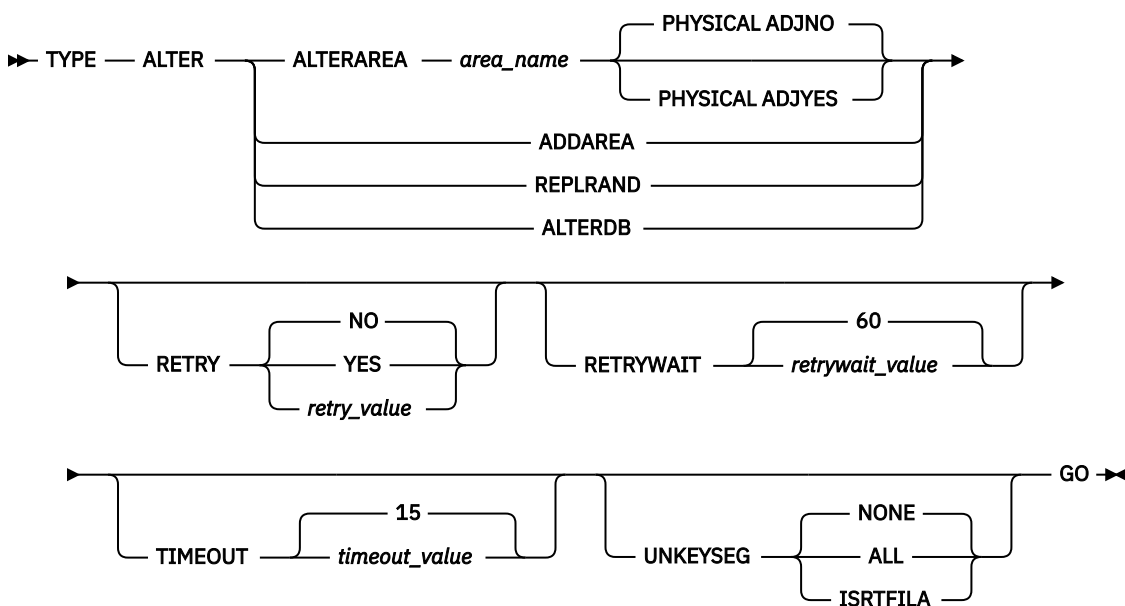 PHYSICAL ADJNO
TYPE ALTER ALTERAREA area_name
PHYSICAL ADJYES
ADDAREA
REPLRAND
ALTERDB
NO
60
RETRY YES RETRYWAIT retrywait_value
retry_value
GO
15
NONE
TIMEOUT timeout_value UNKEYSEG ALL
ISRTFILA